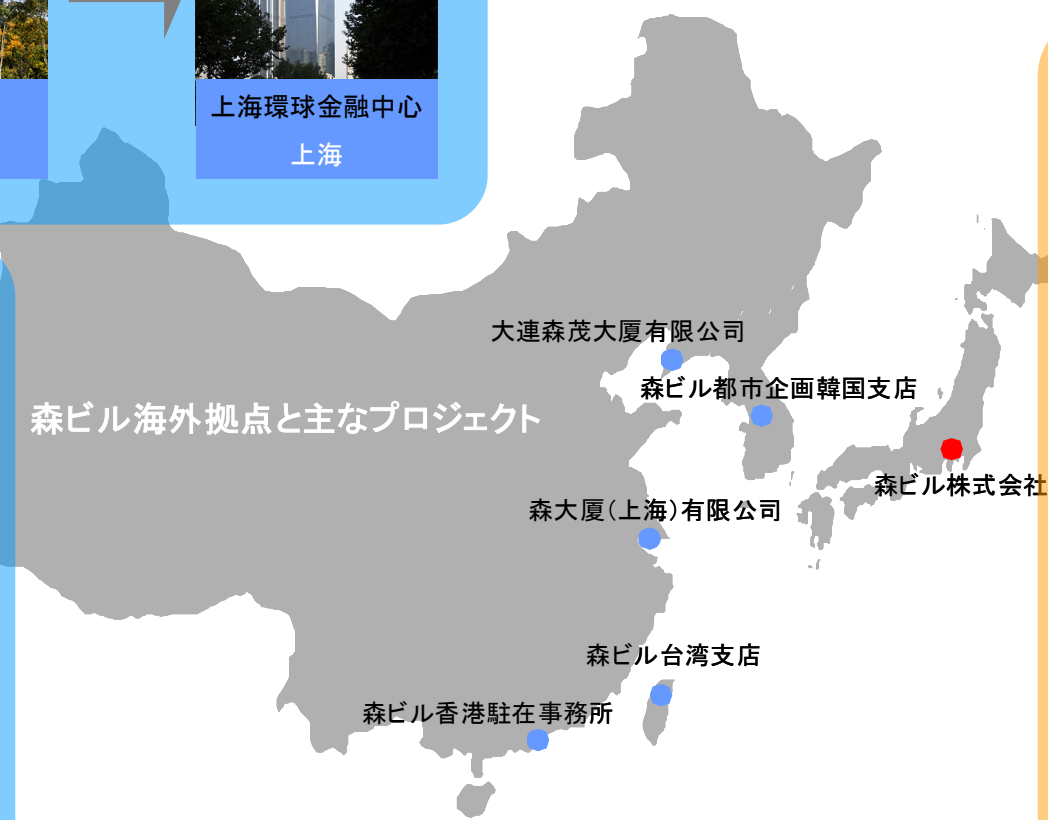 上海環球金融中心
上海
大連森茂大厦有限公司
森ビル都市企画韓国支店
森ビル海外拠点と主なプロジェクト
森ビル株式会社
森大厦(上海)有限公司
森ビル台湾支店
森ビル香港駐在事務所